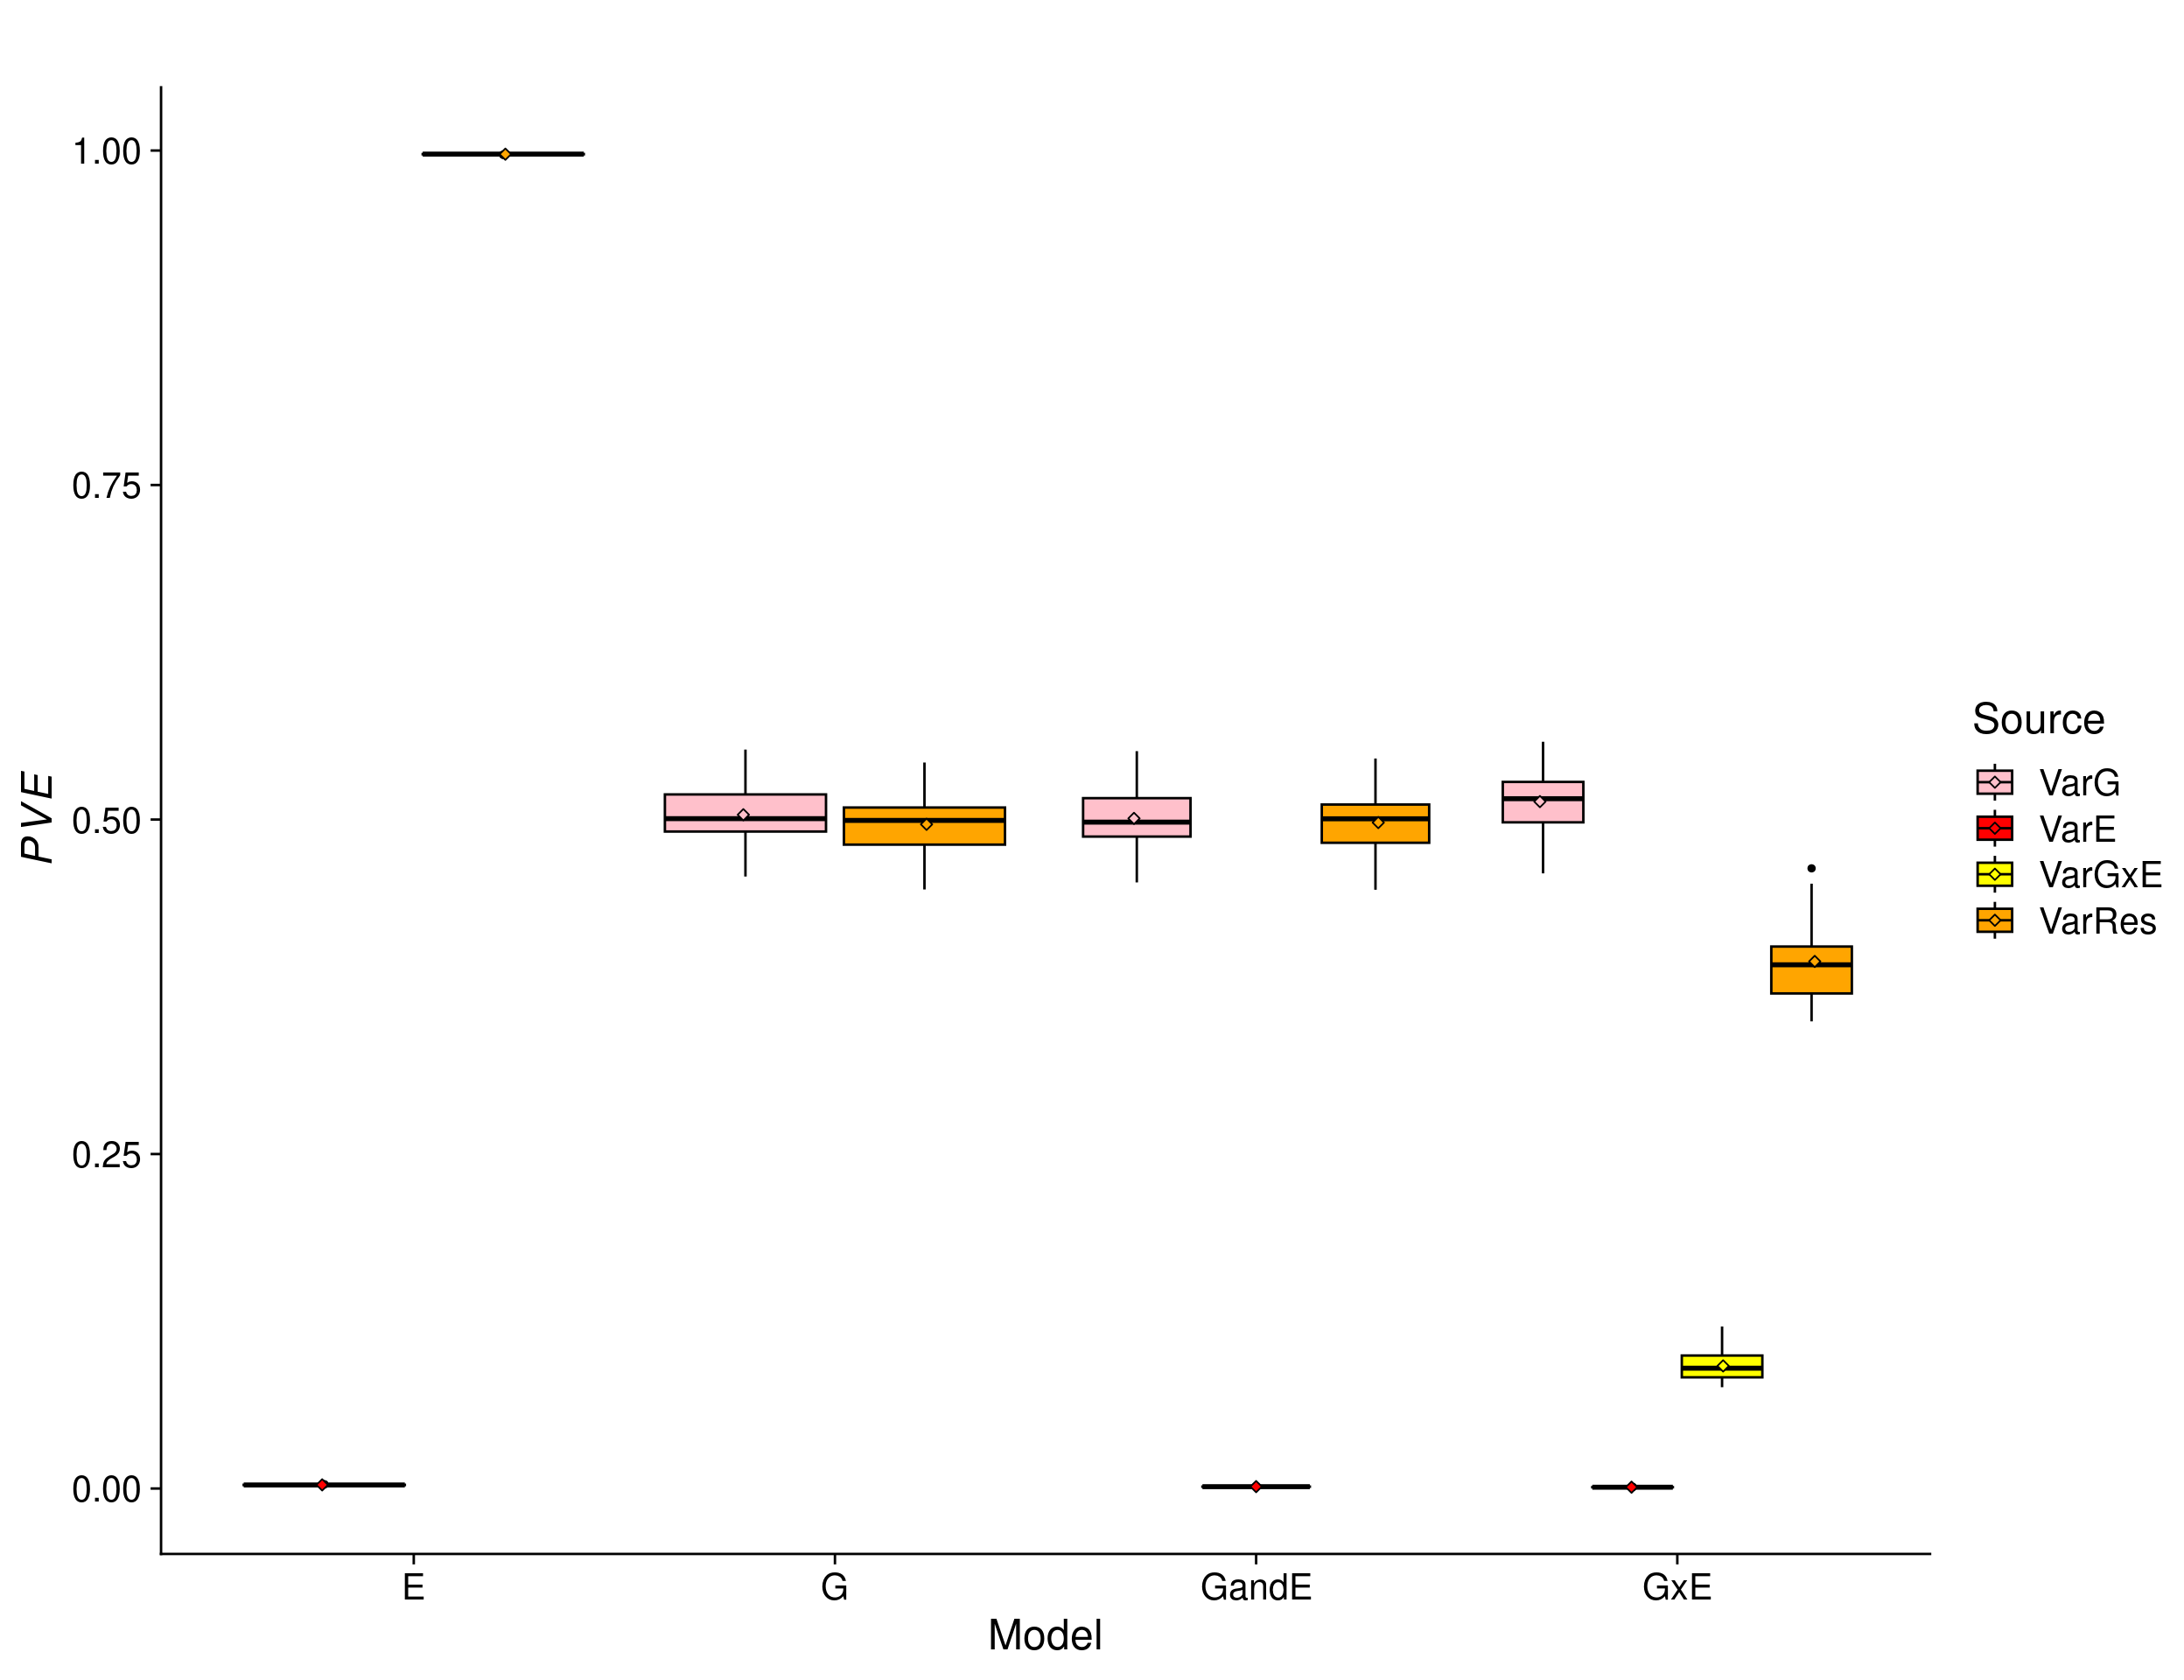 PVE
1.00
0.75
0.50
0.25
0.00
E
G
GandE
GxE
Model
Source
VarG
VarE
VarGxE
VarRes